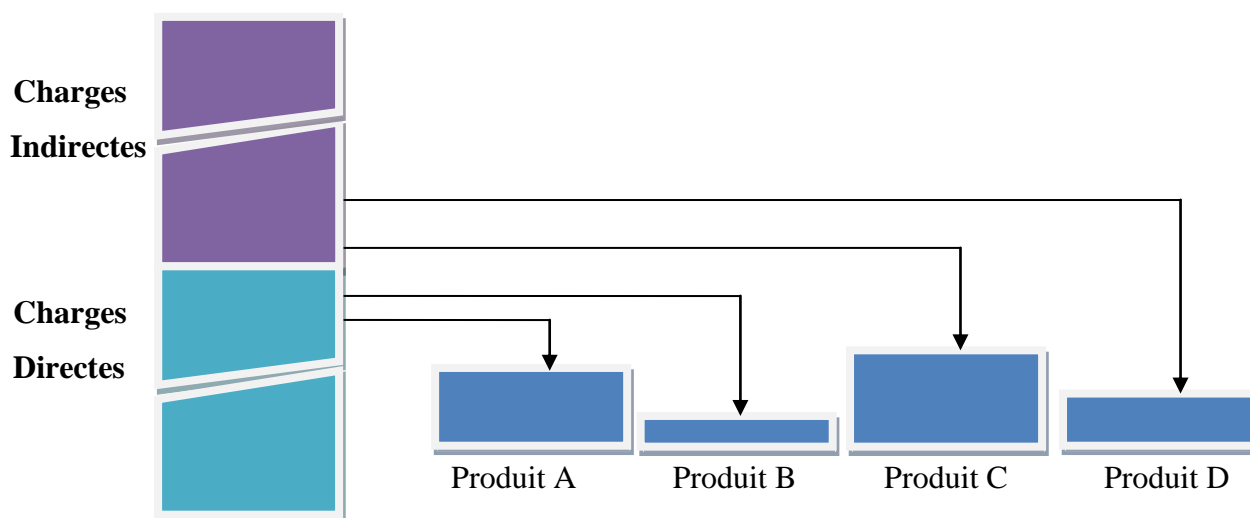 Charges
Indirectes
Charges
Directes
Produit A
Produit B
Produit C
Produit D